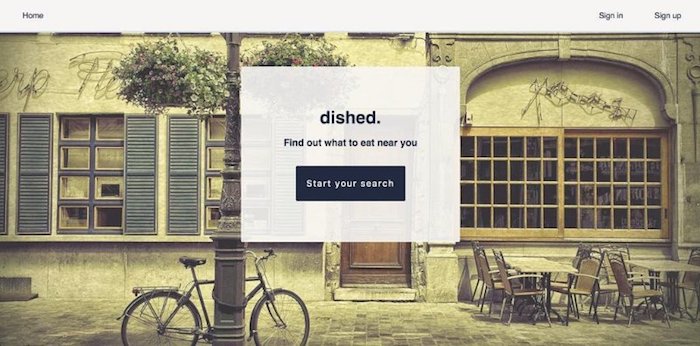 Home
Sign in
Sign up
dished.
Find out what to eat near you
Start your search